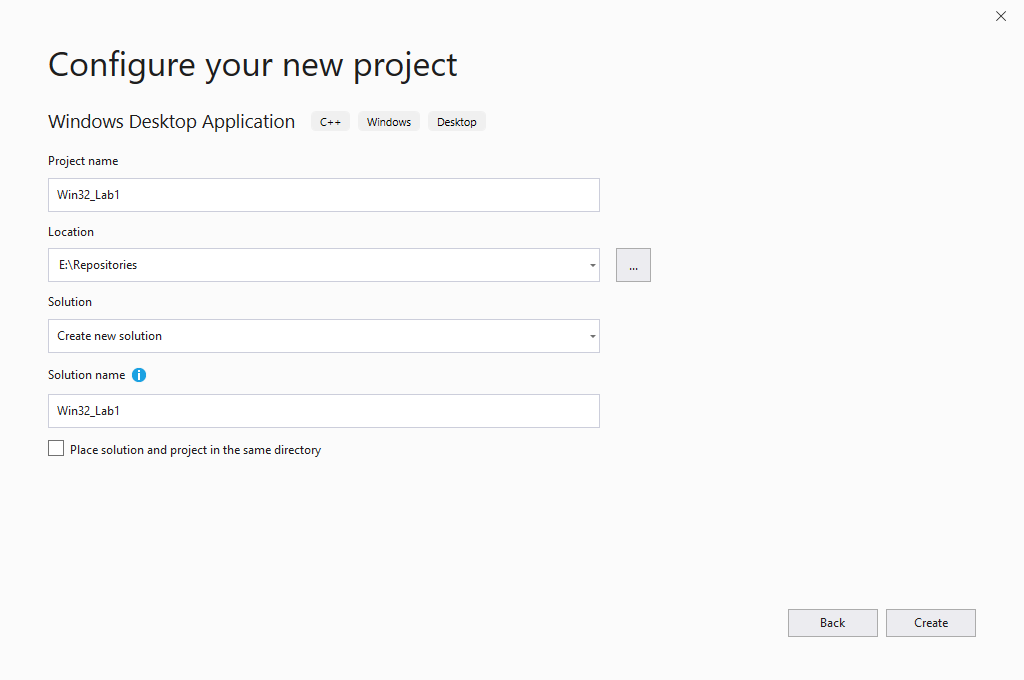 Configure your new project
Windows Desktop Application C++ Windows Desktop
Project name
Win32_Lab1
Location
E:\Repositories
...
Solution
Create new solution
Solution name
Win32_Lab1
Place solution and project in the same directory
Back Create